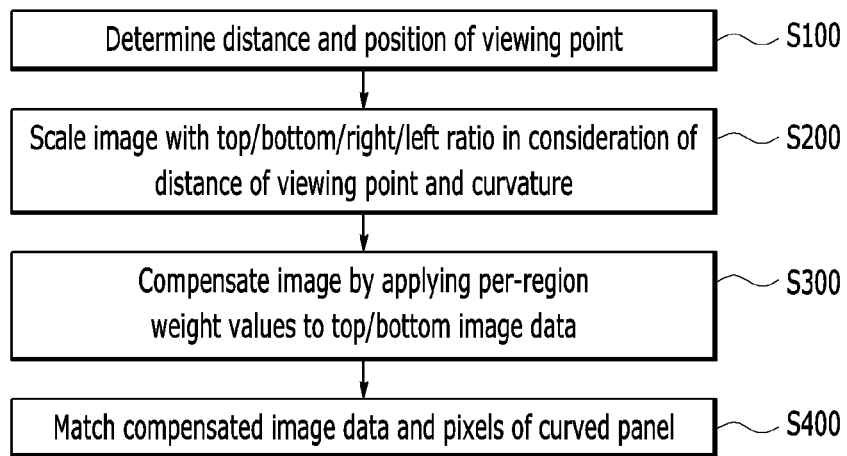 Determine distance and position of viewing point
S100
Scale image with top/bottom/right/left ratio in consideration of
distance of viewing point and curvature
S200
Compensate image by applying per-region
weight values to top/bottom image data
S300
Match compensated image data and pixels of curved panel
S400